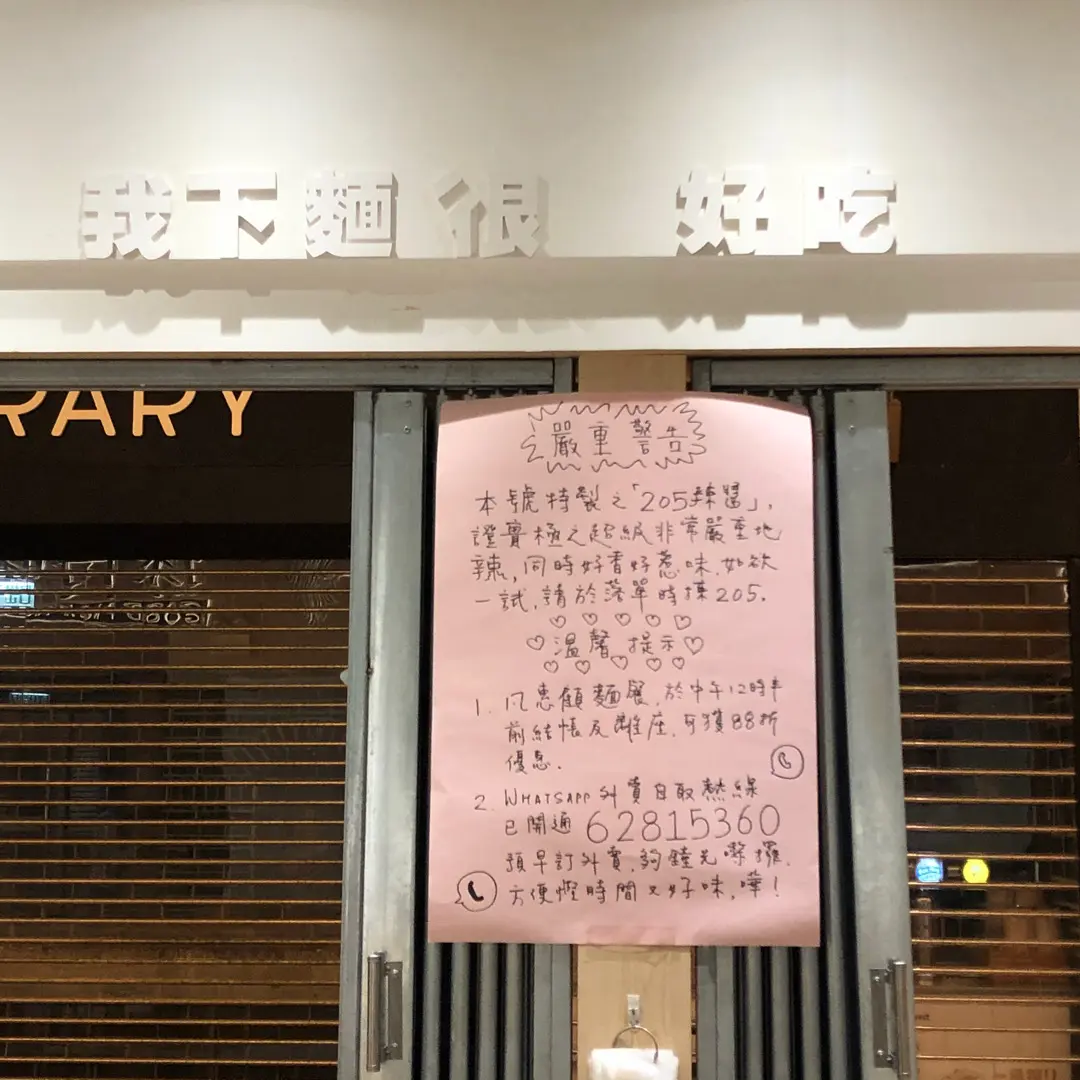 我下麵很 好吃
RARY
嚴重警告
本號特製之「205辣醬」,
證實極之超級非常嚴重地
辣,同時好香好惹味,如欲
一試,請於落單時揀205.
溫馨提示
1. 凡惠顧麵餐,於中午12時半
前結帳及離座,可獲88折
優惠.
2. WHATSAPP外賣自取熱線
已開通 62815360
預早訂外賣,夠鐘先嚟攞,
方便慳時間又好味,嘩!